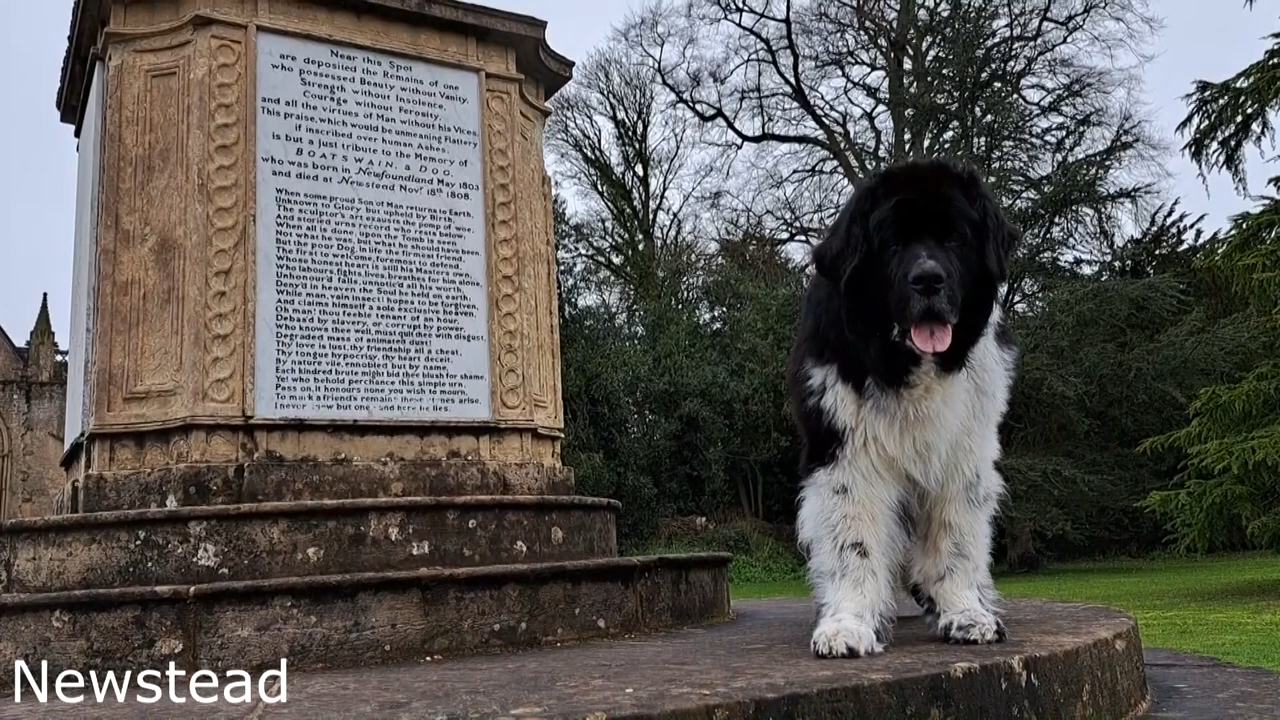 Near this Spot
are deposited the Remains of one
who possessed Beauty without Vanity,
Strength without Insolence,
Courage without Ferosity,
and all the virtues of Man without his Vices.
This praise, which would be unmeaning Flattery
if inscribed over human Ashes,
is but a just tribute to the Memory of
BOATSWAIN, a DOG,
who was born in Newfoundland May 1803
and died at Newstead Novr 18th 1808.
When some proud Son of Man returns to Earth,
Unknown to Glory but upheld by Birth,
The sculptor's art exausts the pomp of woe,
And storied urns record who rests below:
When all is done, upon the Tomb is seen
Not what he was, but what he should have been.
But the poor Dog, in life the firmest friend,
The first to welcome, foremost to defend,
Whose honest heart is still his Masters own,
Who labours, fights, lives, breathes for him alone,
Unhonour'd falls, unnotic'd all his worth,
Deny'd in heaven the Soul he held on earth:
While man, vain insect! hopes to be forgiven,
And claims himself a sole exclusive heaven.
Oh man! thou feeble tenant of an hour,
Debas'd by slavery, or corrupt by power,
Who knows thee well, must quit thee with disgust,
Degraded mass of animated dust!
Thy love is lust, thy friendship all a cheat,
Thy tongue hypocrisy, thy heart deceit,
By nature vile, ennobled but by name,
Each kindred brute might bid thee blush for shame.
Ye! who behold perchance this simple urn,
Pass on, it honours none you wish to mourn,
To mark a friend's remains these stones arise,
I never knew but one - and here he lies.
Newstead